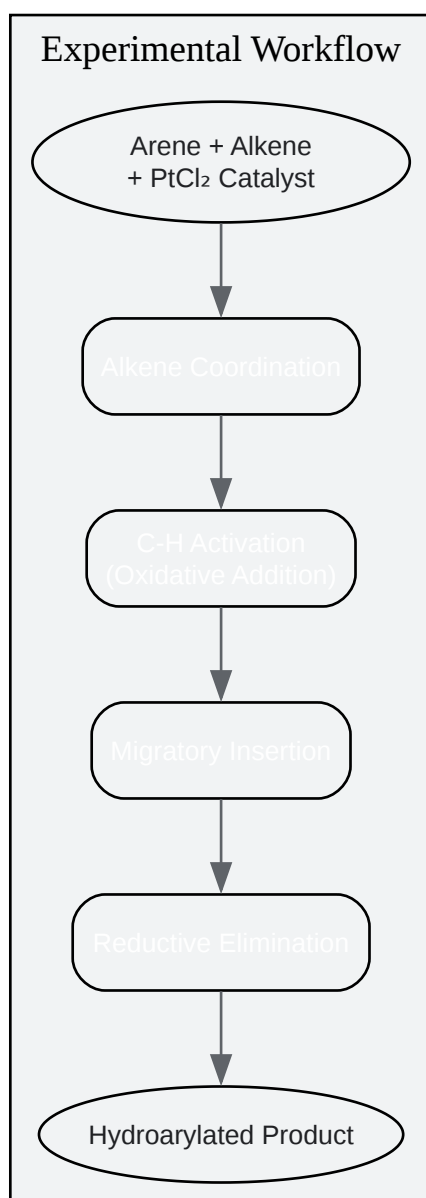 Experimental Workflow
Arene + Alkene
+ PtCl₂ Catalyst
Alkene Coordination
C-H Activation
(Oxidative Addition)
Migratory Insertion
Reductive Elimination
Hydroarylated Product